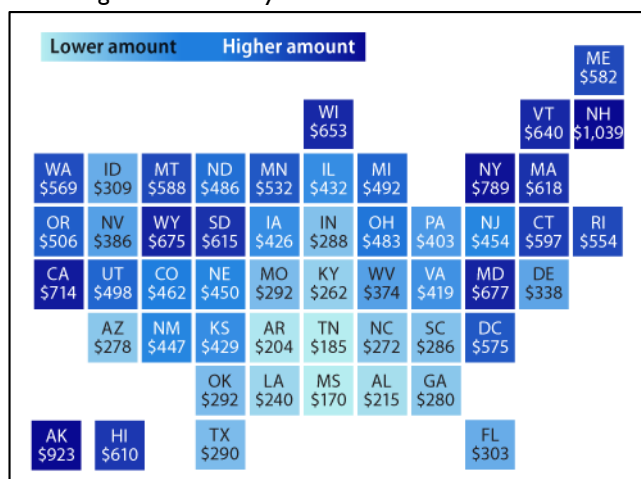 Lower amount Higher amount
ME
$582
WI VT NH
$653 $640 $1,039
WA ID MT ND MN IL MI NY MA
$569 $309 $588 $486 $532 $432 $492 $789 $618
OR NV WY SD IA IN OH PA NJ CT RI
$506 $386 $675 $615 $426 $288 $483 $403 $454 $597 $554
CA UT CO NE MO KY WV VA MD DE
$714 $498 $462 $450 $292 $262 $374 $419 $677 $338
AZ NM KS AR TN NC SC DC
$278 $447 $429 $204 $185 $272 $286 $575
OK LA MS AL GA
$292 $240 $170 $215 $280
AK HI TX FL
$923 $610 $290 $303